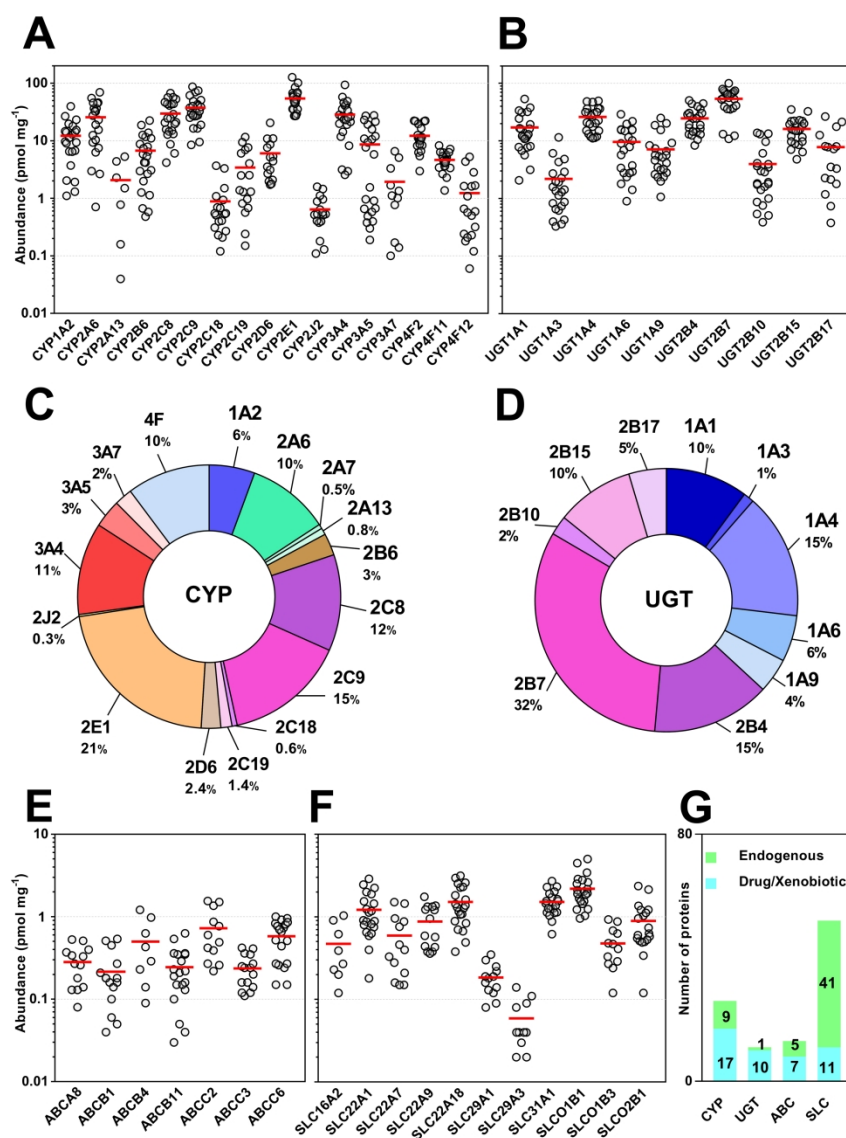 A
Abundance (pmol mg⁻¹)
100
10
1
0.1
0.01
CYP1A2
CYP2A6
CYP2A13
CYP2B6
CYP2C8
CYP2C9
CYP2C18
CYP2C19
CYP2D6
CYP2E1
CYP2J2
CYP3A4
CYP3A5
CYP3A7
CYP4F2
CYP4F11
CYP4F12
B
UGT1A1
UGT1A3
UGT1A4
UGT1A6
UGT1A9
UGT2B4
UGT2B7
UGT2B10
UGT2B15
UGT2B17
C
CYP
1A2
6%
2A6
10%
2A7
0.5%
2A13
0.8%
2B6
3%
2C8
12%
2C9
15%
2C18
0.6%
2C19
1.4%
2D6
2.4%
2E1
21%
2J2
0.3%
3A4
11%
3A5
3%
3A7
2%
4F
10%
D
UGT
1A1
10%
1A3
1%
1A4
15%
1A6
6%
1A9
4%
2B4
15%
2B7
32%
2B10
2%
2B15
10%
2B17
5%
E
Abundance (pmol mg⁻¹)
10
1
0.1
0.01
ABCA8
ABCB1
ABCB4
ABCB11
ABCC2
ABCC3
ABCC6
F
SLC16A2
SLC22A1
SLC22A7
SLC22A9
SLC22A18
SLC29A1
SLC29A3
SLC31A1
SLCO1B1
SLCO1B3
SLCO2B1
G
Number of proteins
80
0
Endogenous
Drug/Xenobiotic
9
17
1
10
5
7
41
11
CYP
UGT
ABC
SLC